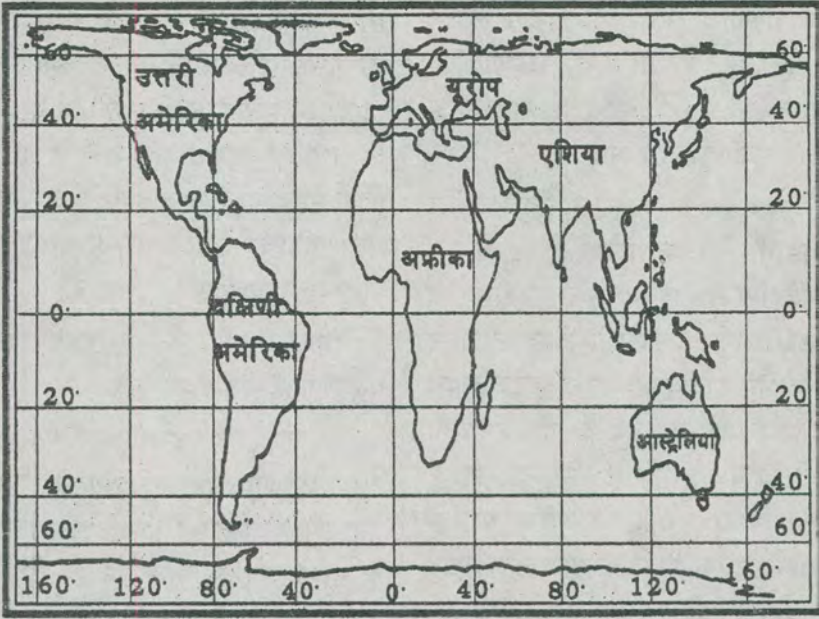 60· 60·
उत्तरी
अमेरिका
यूरोप
40· 40·
एशिया
20· 20·
अफ्रीका
दक्षिणी
0· 0·
अमेरिका
20· 20
आस्ट्रेलिया
40· 40·
60· 60
160· 120· 80· 40· 0· 40· 80· 120· 160·